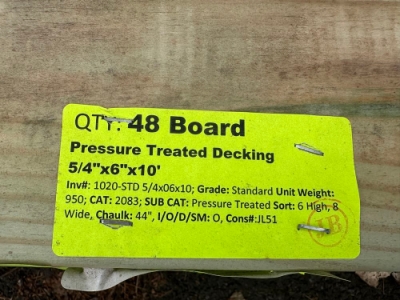 QTY: 48 Board
Pressure Treated Decking
5/4"x6"x10'
Inv#: 1020-STD 5/4x06x10; Grade: Standard Unit Weight:
950; CAT: 2083; SUB CAT: Pressure Treated Sort: 6 High, 8
Wide, Chaulk: 44", I/O/D/SM: O, Cons#:JL51